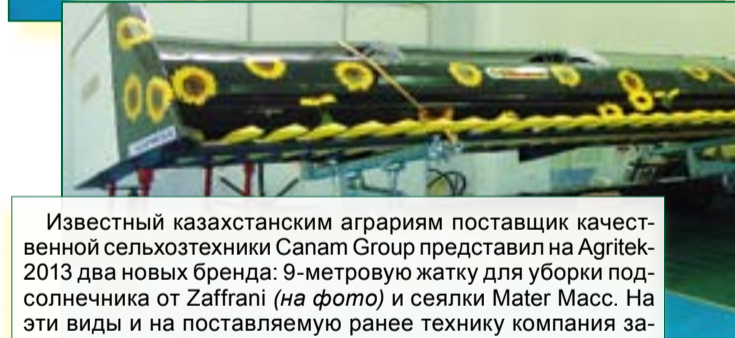 Известный казахстанским аграриям поставщик качест-
венной сельхозтехники Canam Group представил на Agritek-
2013 два новых бренда: 9-метровую жатку для уборки под-
солнечника от Zaffrani (на фото) и сеялки Mater Macc. На
эти виды и на поставляемую ранее технику компания за-